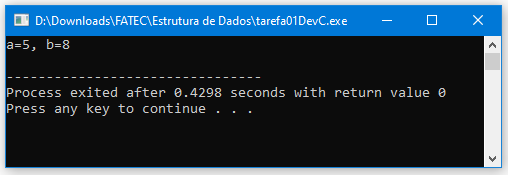 D:\Downloads\FATEC\Estrutura de Dados\tarefa01DevC.exe
a=5, b=8
--------------------------------
Process exited after 0.4298 seconds with return value 0
Press any key to continue . . .